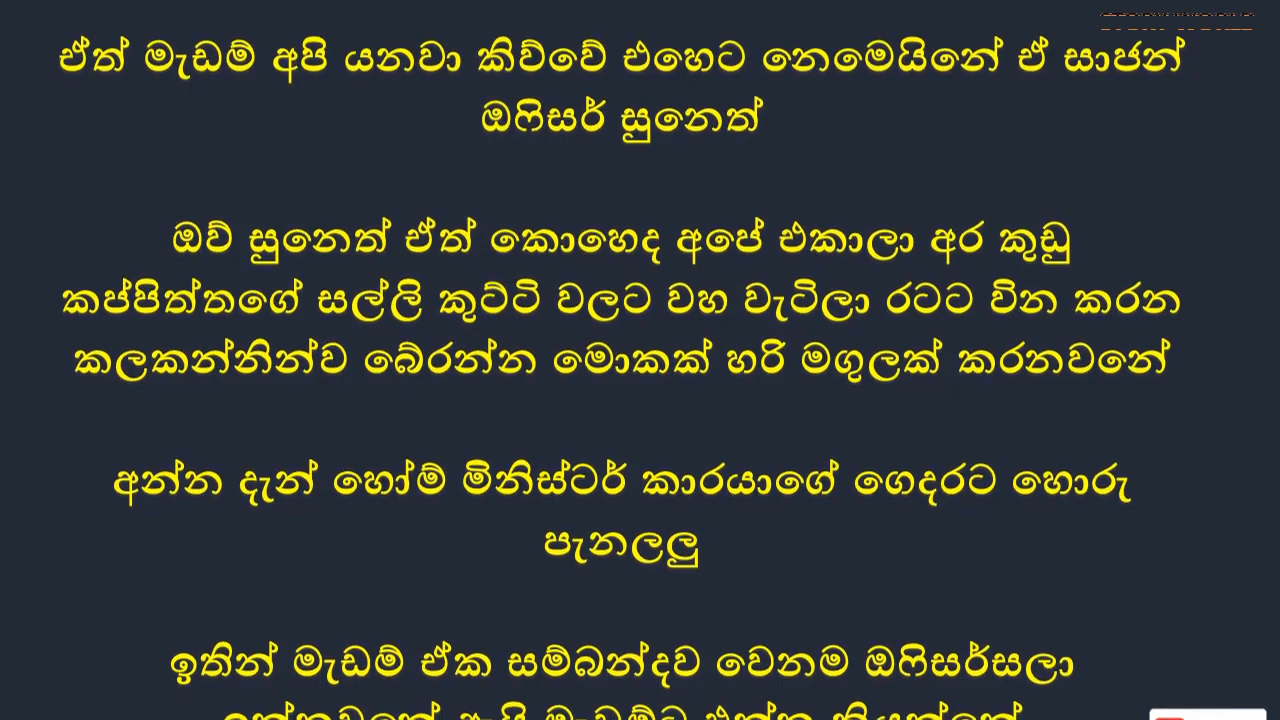 ඒත් මැඩම් අපි යනවා කිව්වේ එහෙට නෙමෙයිනේ ඒ සාජන්
ඔෆිසර් සුනෙත්
ඔව් සුනෙත් ඒත් කොහෙද අපේ එකාලා අර කුඩු
කප්පිත්තගේ සල්ලි කුට්ටි වලට වහ වැටිලා රටට වින කරන
කලකන්නින්ව බේරන්න මොකක් හරි මගුලක් කරනවනේ
අන්න දැන් හෝම් මිනිස්ටර් කාරයාගේ ගෙදරට හොරු
පැනලලු
ඉතින් මැඩම් ඒක සම්බන්දව වෙනම ඔෆිසර්සලා